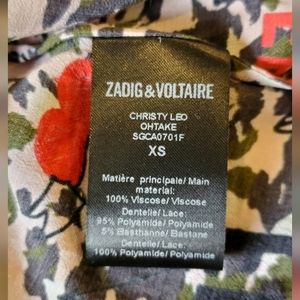 ZADIG&VOLTAIRE
CHRISTY LEO
OHTAKE
SGCA0701F
XS
Matière principale/ Main
material:
100% Viscose/ Viscose
Dentelle/ Lace:
95% Polyamide/ Polyamide
5% Elasthanne/ Elastane
Dentelle/ Lace:
100% Polyamide/ Polyamide